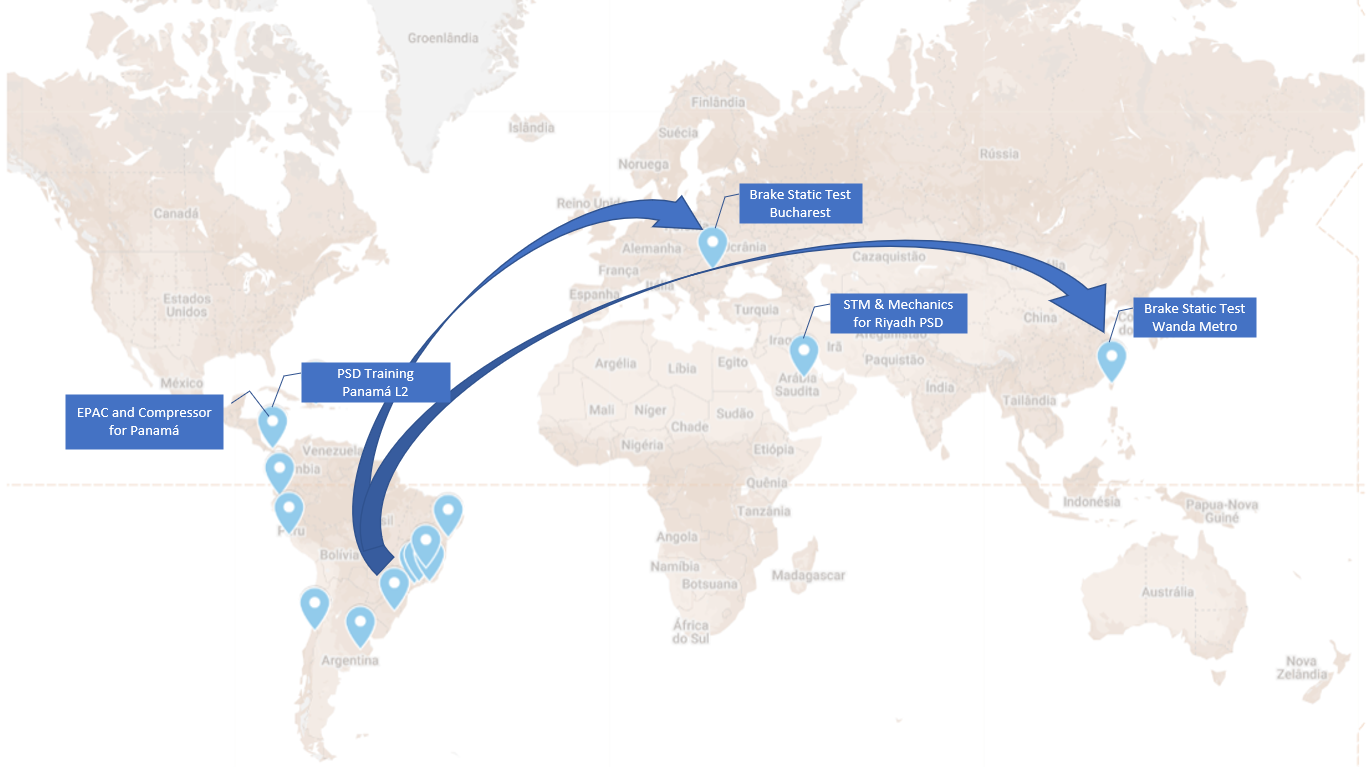 Groenlândia
Islândia
Finlândia
Suécia
Noruega
Rússia
Canadá
Reino Unido
Brake Static Test
Bucharest
Alemanha
Ucrânia
França
Cazaquistão
Itália
Espanha
Estados
Unidos
Turquia
STM & Mechanics
for Riyadh PSD
Brake Static Test
Wanda Metro
China
Iraque
Irã
Afeganistão
Argélia
Líbia
Egito
Paquistão
PSD Training
Panamá L2
México
Arábia
Saudita
Índia
EPAC and Compressor
for Panamá
Mali
Níger
Sudão
Chade
Tailândia
Nigéria
Etiópia
Venezuela
Quênia
Indonésia
Papua-Nova
Guiné
Tanzânia
Peru
Angola
Bolívia
Namíbia
Botsuana
Madagascar
Austrália
África
do Sul
Argentina
Nova
Zelândia